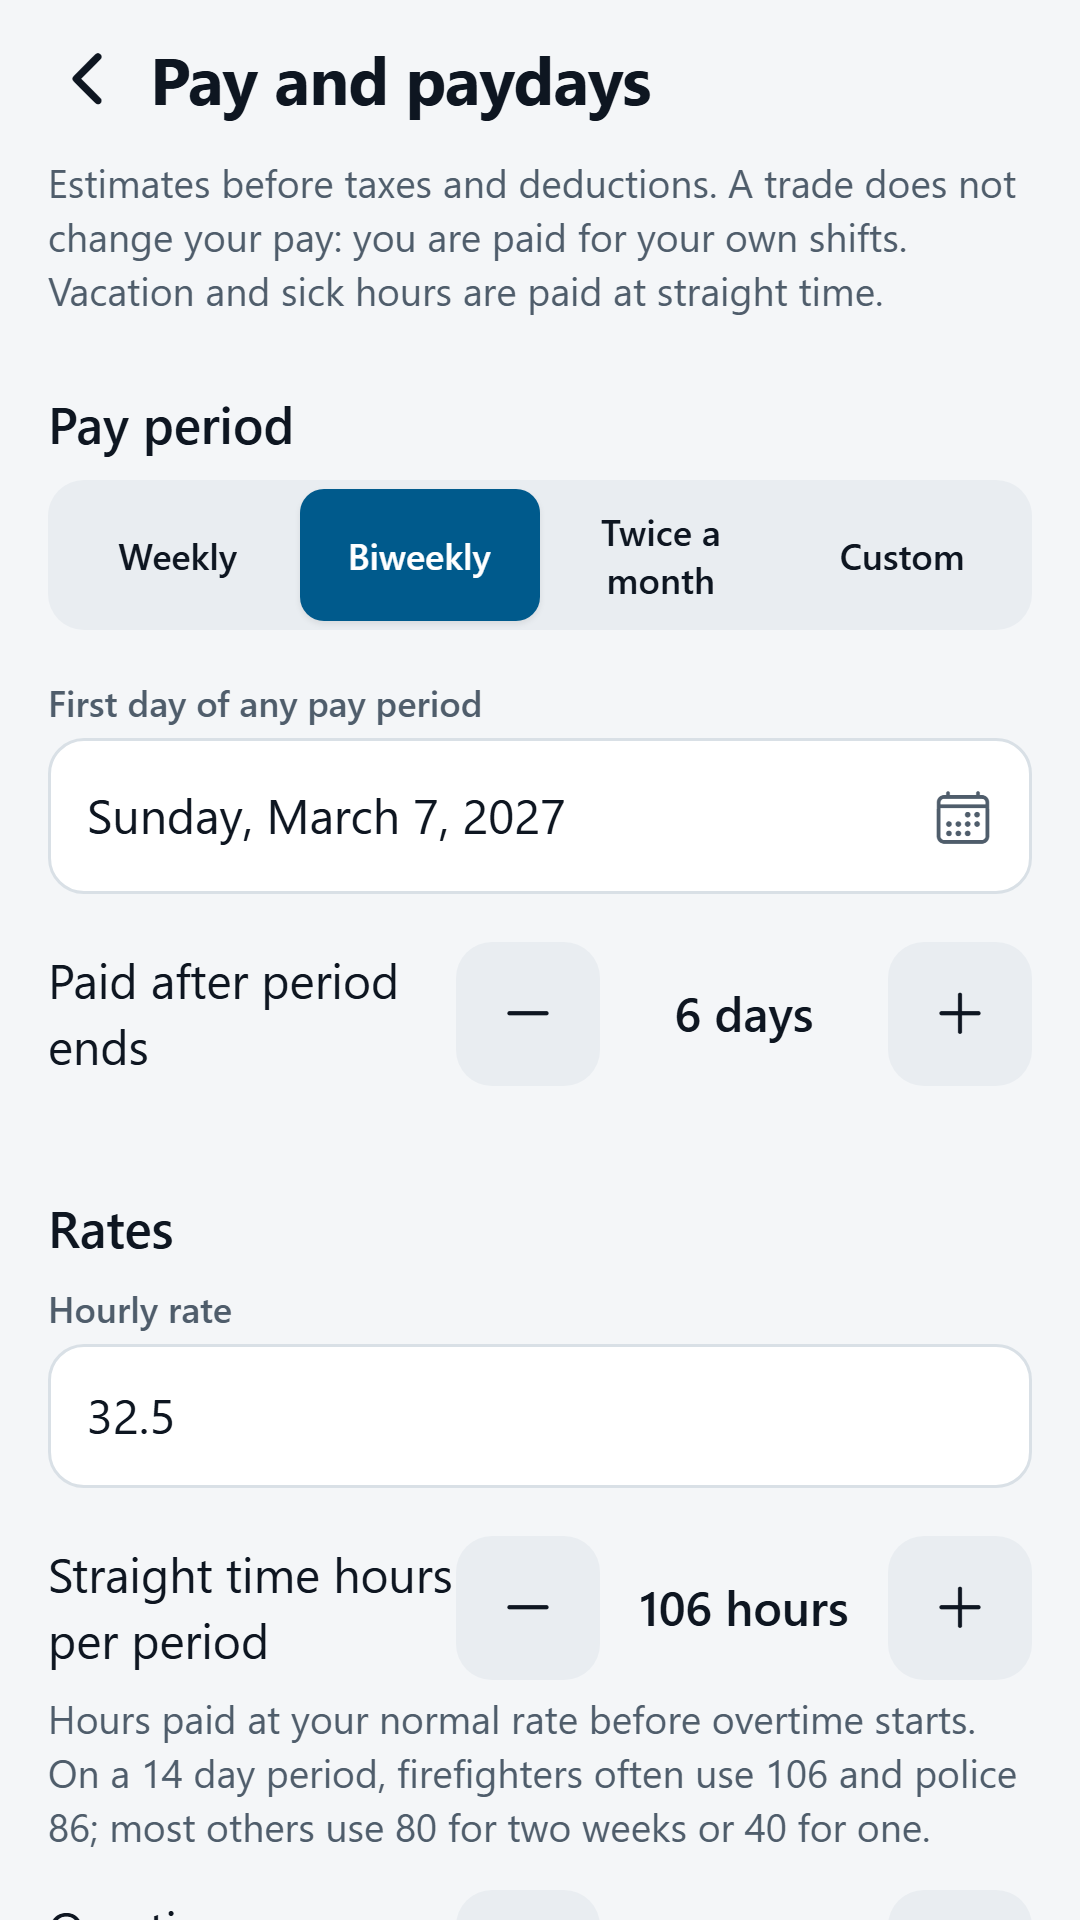 Pay and paydays
Estimates before taxes and deductions. A trade does not
change your pay: you are paid for your own shifts.
Vacation and sick hours are paid at straight time.
Pay period
Weekly
Biweekly
Twice a
month
Custom
First day of any pay period
Sunday, March 7, 2027
Paid after period
ends
6 days
Rates
Hourly rate
32.5
Straight time hours
per period
106 hours
Hours paid at your normal rate before overtime starts.
On a 14 day period, firefighters often use 106 and police
86; most others use 80 for two weeks or 40 for one.